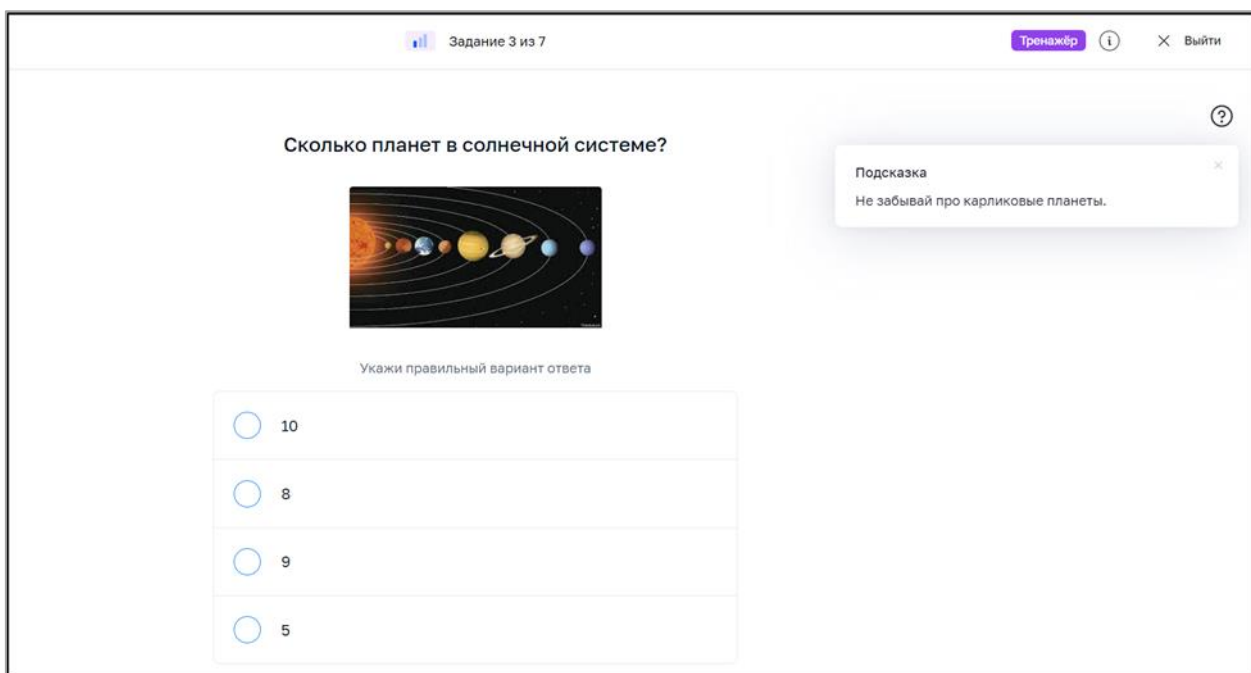 Задание 3 из 7
Тренажёр
Выйти
Сколько планет в солнечной системе?
Подсказка
Не забывай про карликовые планеты.
Укажи правильный вариант ответа
10
8
9
5